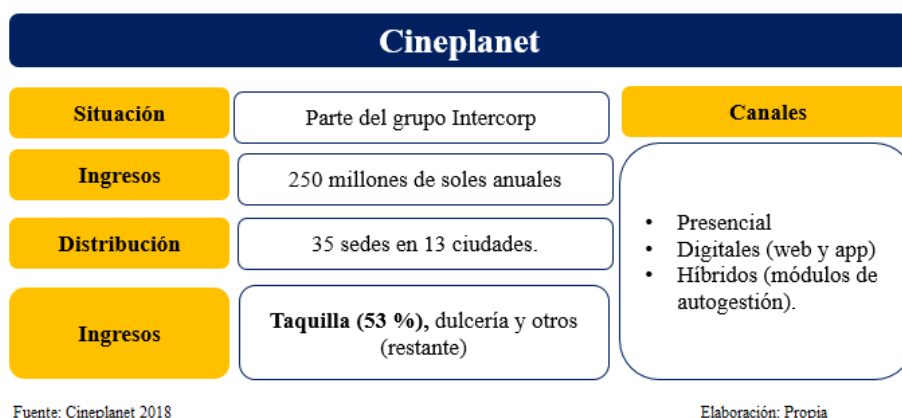 Cineplanet
Situación
Parte del grupo Intercorp
Ingresos
250 millones de soles anuales
Distribución
35 sedes en 13 ciudades.
Ingresos
Taquilla (53 %), dulcería y otros
(restante)
Canales
• Presencial
• Digitales (web y app)
• Híbridos (módulos de
autogestión).
Fuente: Cineplanet 2018
Elaboración: Propia